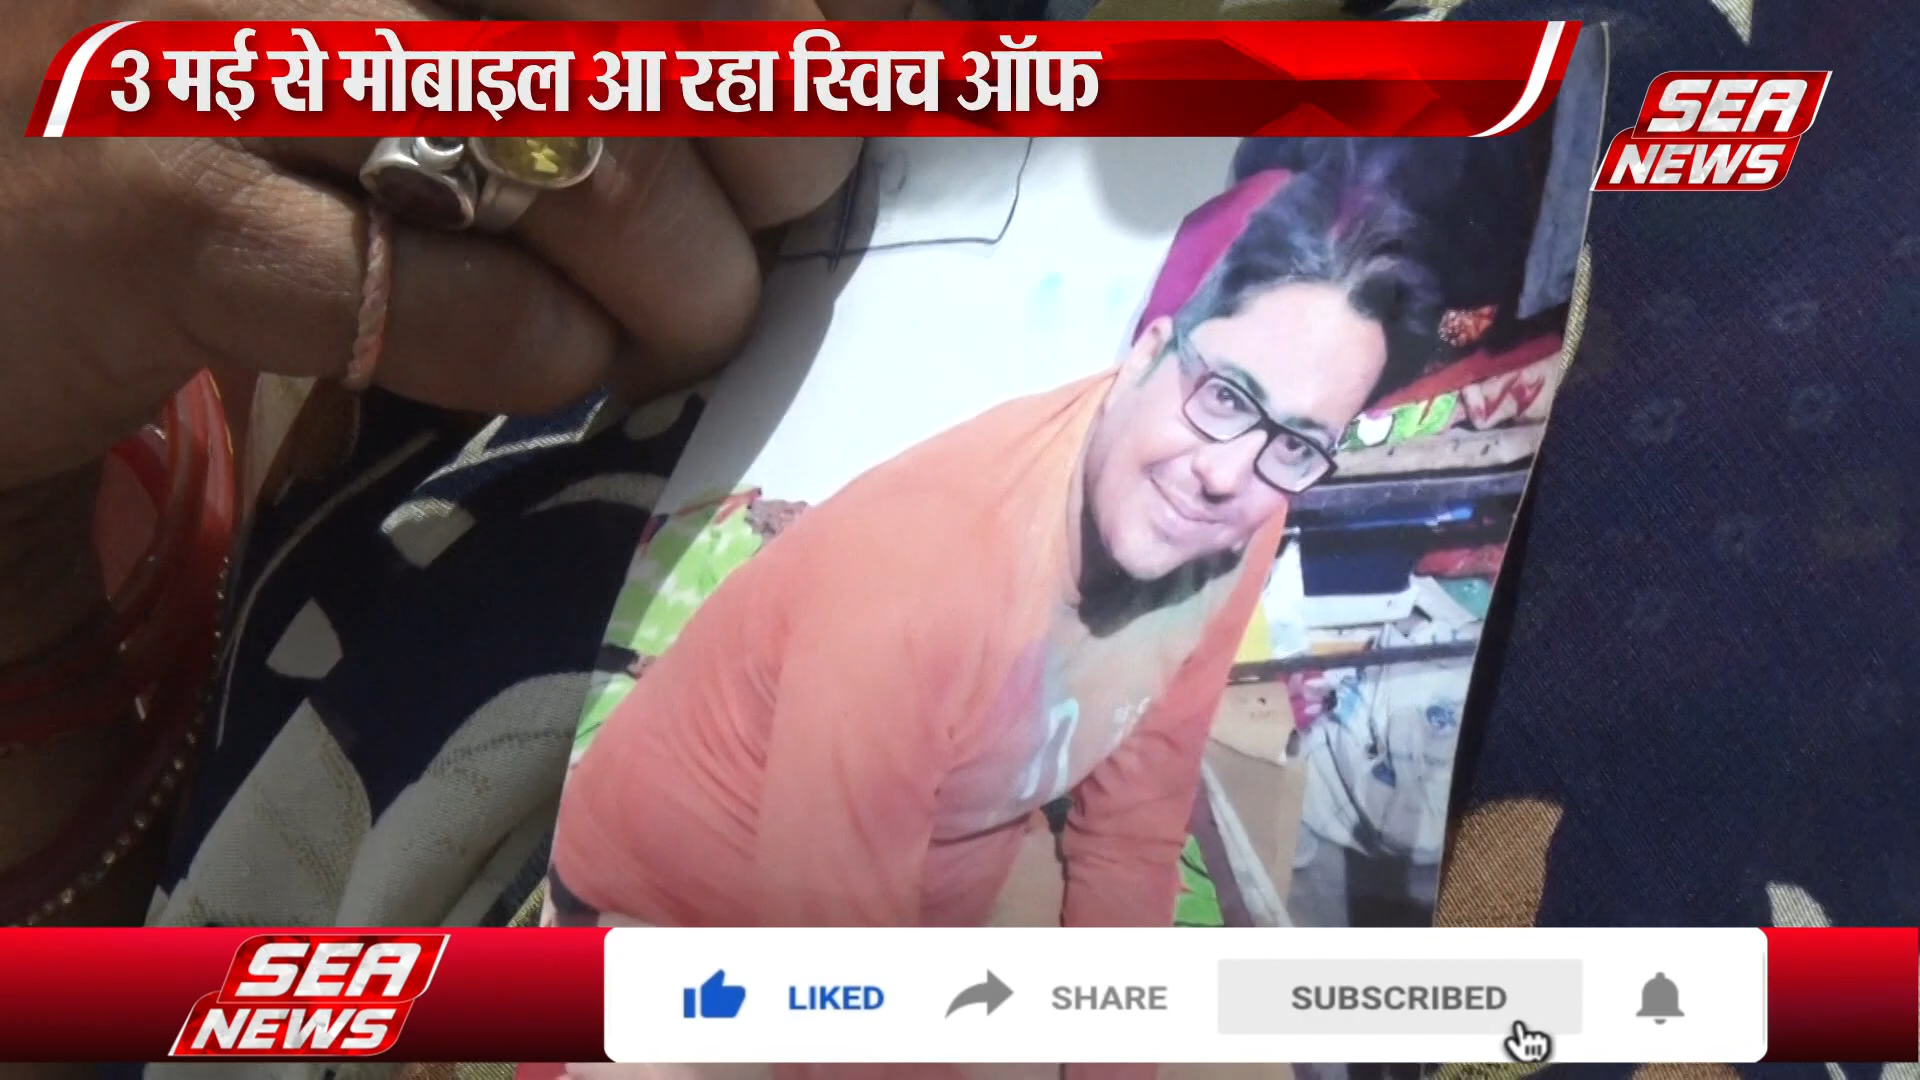 3 मई से मोबाइल आ रहा स्विच ऑफ
SEA
NEWS
SEA
NEWS
LIKED
SHARE
SUBSCRIBED